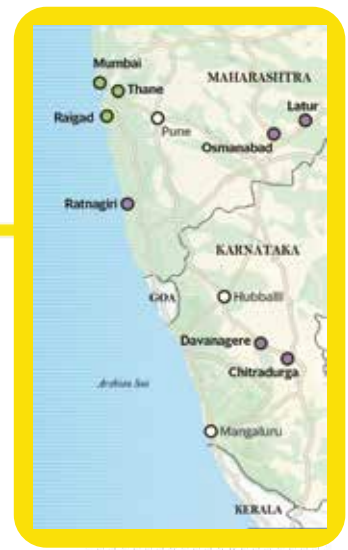 Mumbai
Thane
MAHARASHTRA
Latur
Raigad
Pune
Osmanabad
Ratnagiri
KARNATAKA
GOA
Hubballi
Davanagere
Chitradurga
Arabian Sea
Mangaluru
KERALA